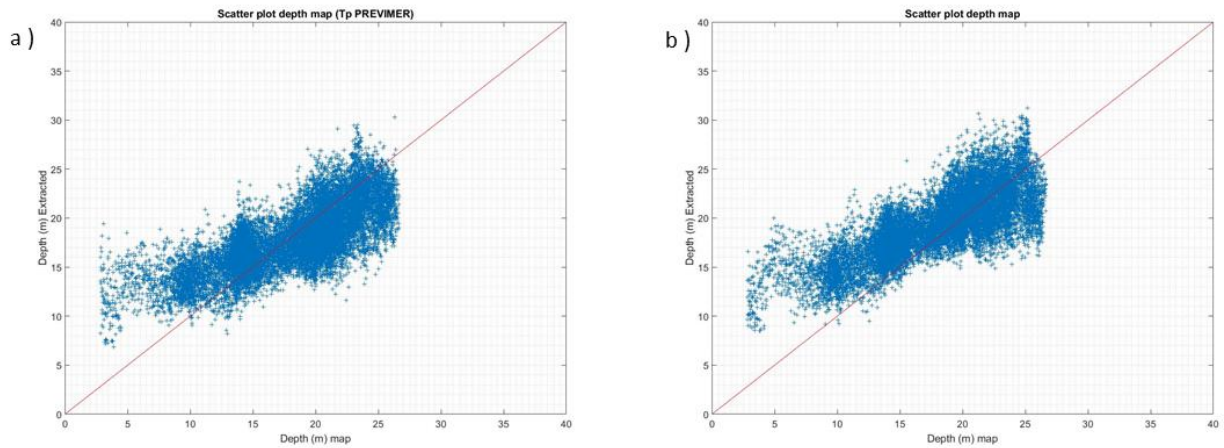 a )
Scatter plot depth map (Tp PREVIMER)
40
35
30
25
20
15
10
5
0
Depth (m) Extracted
0 5 10 15 20 25 30 35 40
Depth (m) map
b )
Scatter plot depth map
40
35
30
25
20
15
10
5
0
Depth (m) Extracted
0 5 10 15 20 25 30 35 40
Depth (m) map